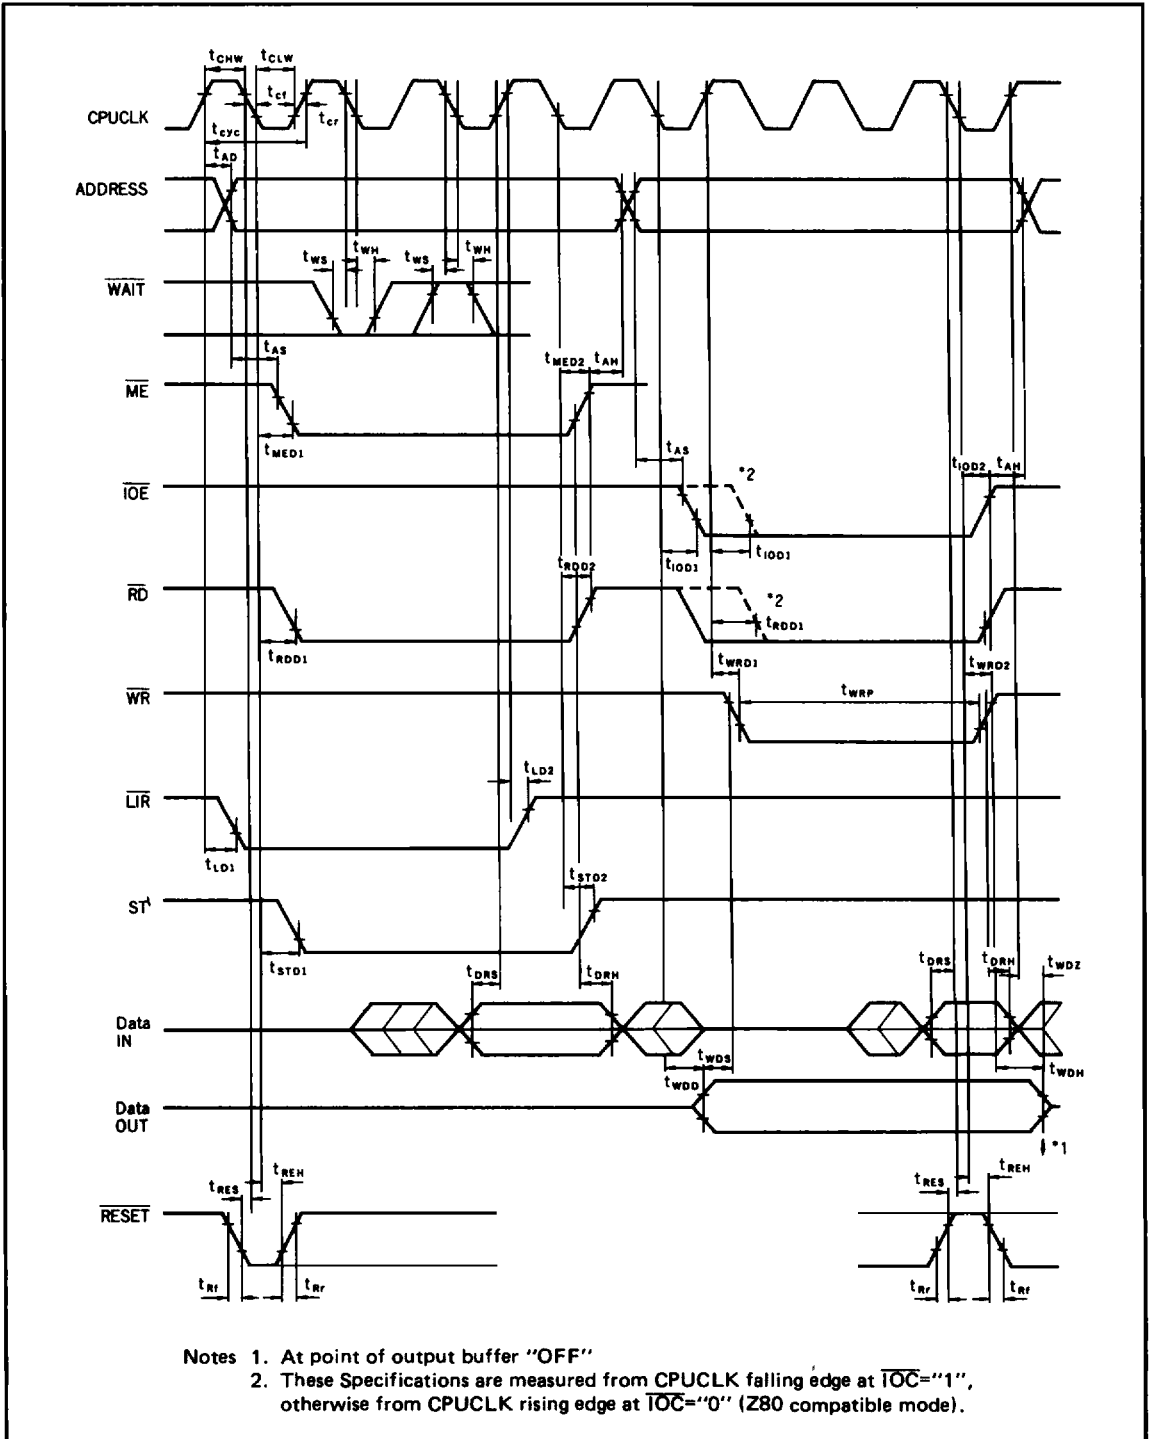 tCHW tCLW
CPUCLK
tcf
tcr
tcyc
tAD
ADDRESS
tWS tWH tWS tWH
WAIT
tAS
tMED2 tAH
ME
tMED1
tAS
tIOD2 tAH
*2
IOE
tIOD1 tIOD1
tRDD2
RD
*2
tRDD1
tRDD1
tWRD1 tWRD2
WR
tWRP
tLD2
LIR
tLD1
tSTD2
ST
tSTD1
tDRS tDRH tDRS tDRH tWDZ
Data
IN
tWDS
tWDD tWDH
Data
OUT
*1
tREH tREH
tRES tRES
RESET
tRf tRr tRr tRf
Notes 1. At point of output buffer "OFF"
2. These Specifications are measured from CPUCLK falling edge at IOC="1",
otherwise from CPUCLK rising edge at IOC="0" (Z80 compatible mode).